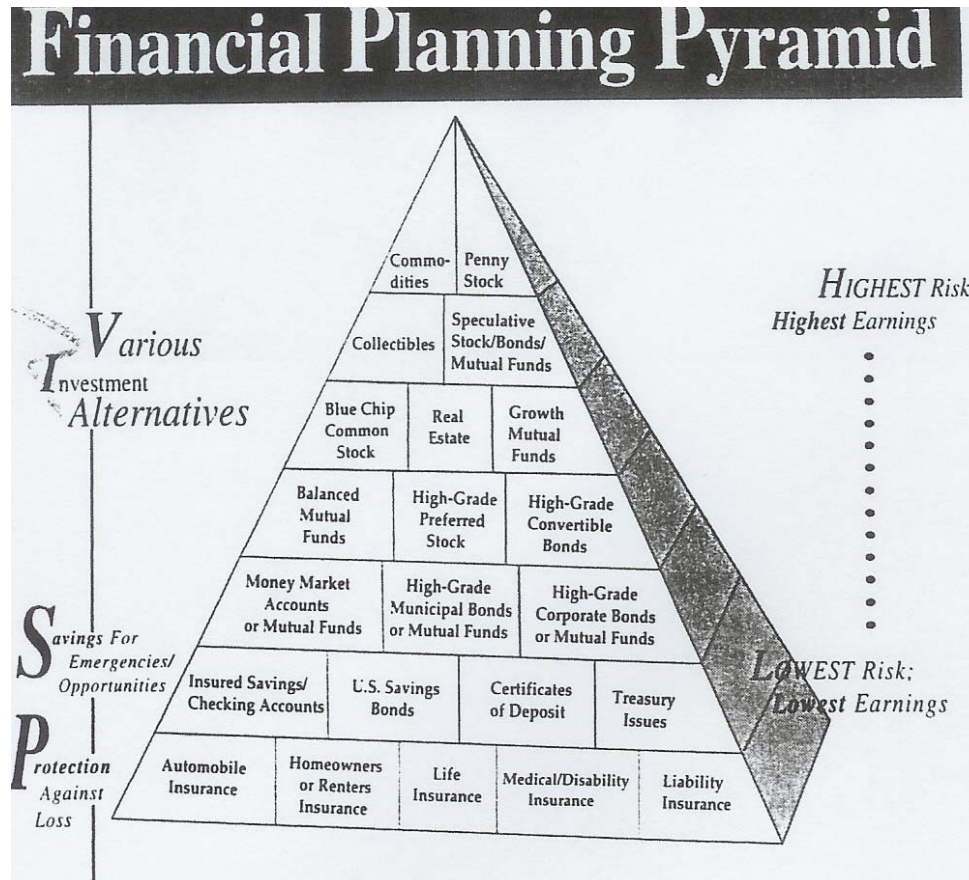 Financial Planning Pyramid
Commo-
dities
Penny
Stock
HIGHEST Risk
Highest Earnings
Various
Investment
Alternatives
Collectibles
Speculative
Stock/Bonds/
Mutual Funds
Blue Chip
Common
Stock
Real
Estate
Growth
Mutual
Funds
Balanced
Mutual
Funds
High-Grade
Preferred
Stock
High-Grade
Convertible
Bonds
Money Market
Accounts
or Mutual Funds
High-Grade
Municipal Bonds
or Mutual Funds
High-Grade
Corporate Bonds
or Mutual Funds
Savings For
Emergencies/
Opportunities
Insured Savings/
Checking Accounts
U.S. Savings
Bonds
Certificates
of Deposit
Treasury
Issues
LOWEST Risk;
Lowest Earnings
Protection
Against
Loss
Automobile
Insurance
Homeowners
or Renters
Insurance
Life
Insurance
Medical/Disability
Insurance
Liability
Insurance